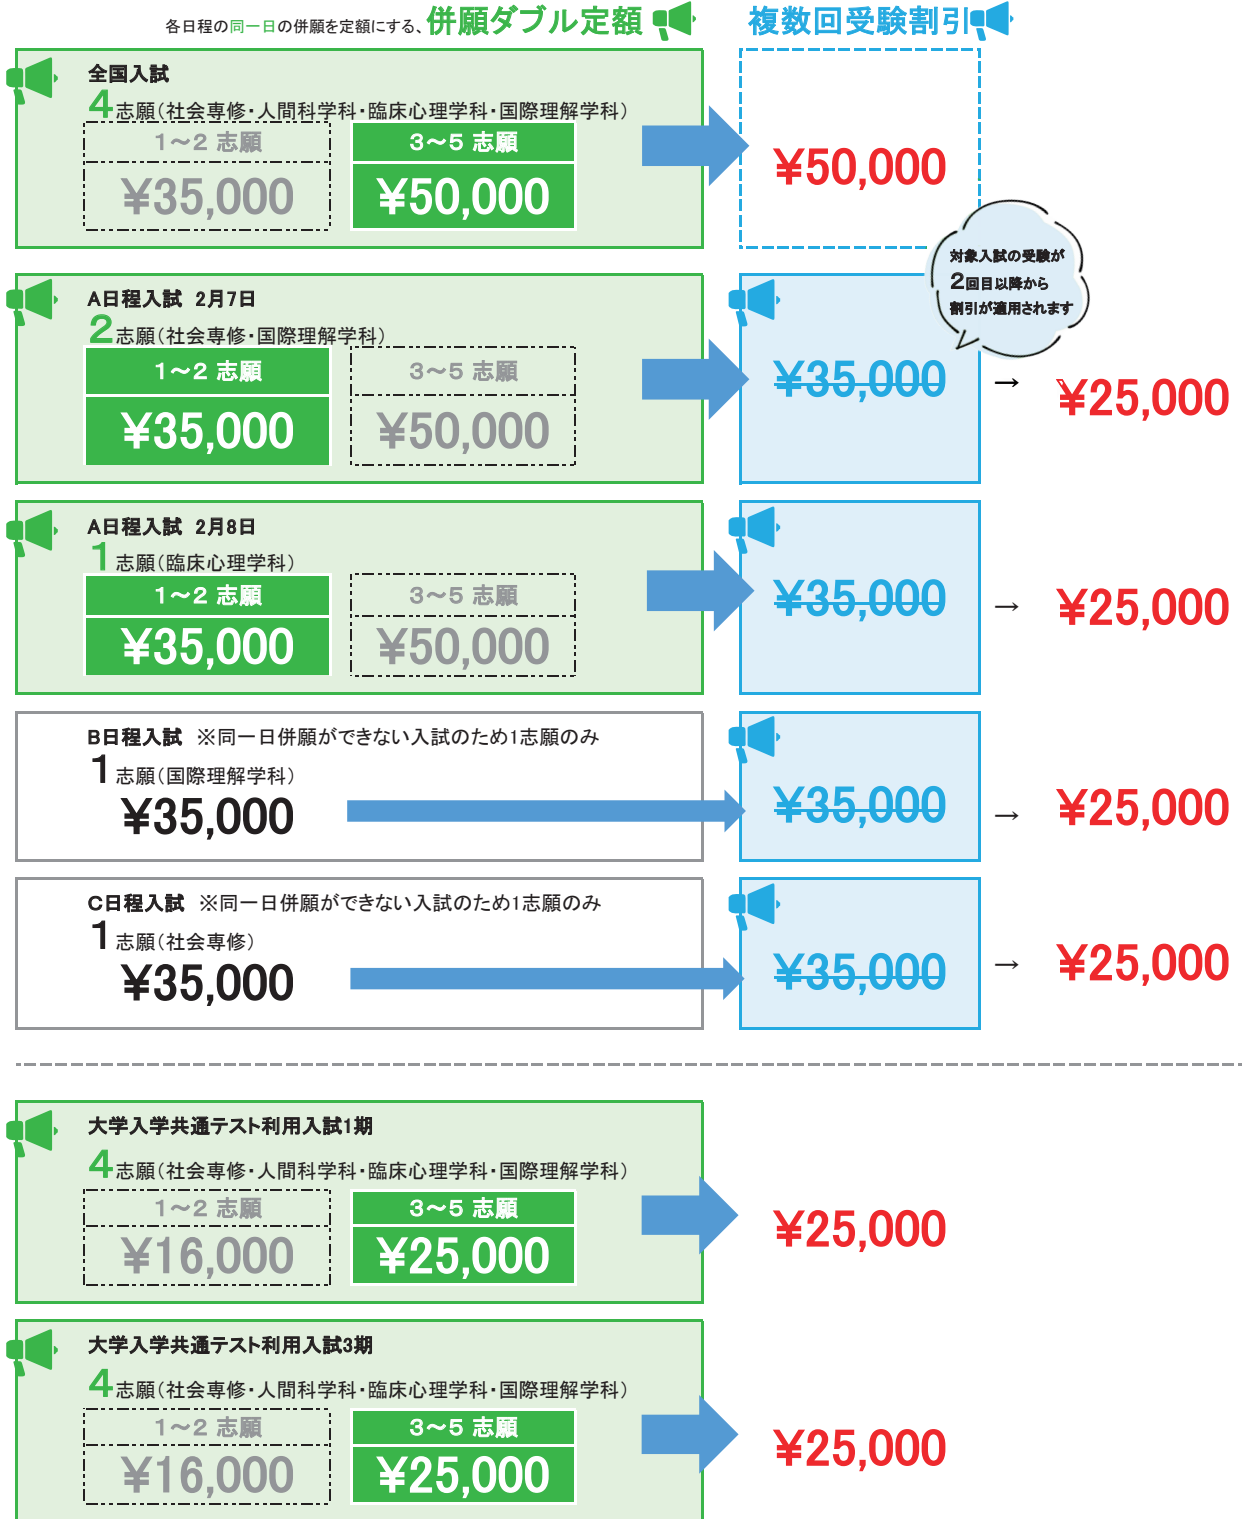 各日程の同一日の併願を定額にする、併願ダブル定額
複数回受験割引
全国入試
4志願(社会専修・人間科学科・臨床心理学科・国際理解学科)
1～2 志願
3～5 志願
¥35,000
¥50,000
¥50,000
対象入試の受験が
2回目以降から
割引が適用されます
A日程入試 2月7日
2志願(社会専修・国際理解学科)
1～2 志願
3～5 志願
¥35,000
¥50,000
¥35,000
→
¥25,000
A日程入試 2月8日
1志願(臨床心理学科)
1～2 志願
3～5 志願
¥35,000
¥50,000
¥35,000
→
¥25,000
B日程入試 ※同一日併願ができない入試のため1志願のみ
1志願(国際理解学科)
¥35,000
¥35,000
→
¥25,000
C日程入試 ※同一日併願ができない入試のため1志願のみ
1志願(社会専修)
¥35,000
¥35,000
→
¥25,000
大学入学共通テスト利用入試1期
4志願(社会専修・人間科学科・臨床心理学科・国際理解学科)
1～2 志願
3～5 志願
¥16,000
¥25,000
¥25,000
大学入学共通テスト利用入試3期
4志願(社会専修・人間科学科・臨床心理学科・国際理解学科)
1～2 志願
3～5 志願
¥16,000
¥25,000
¥25,000